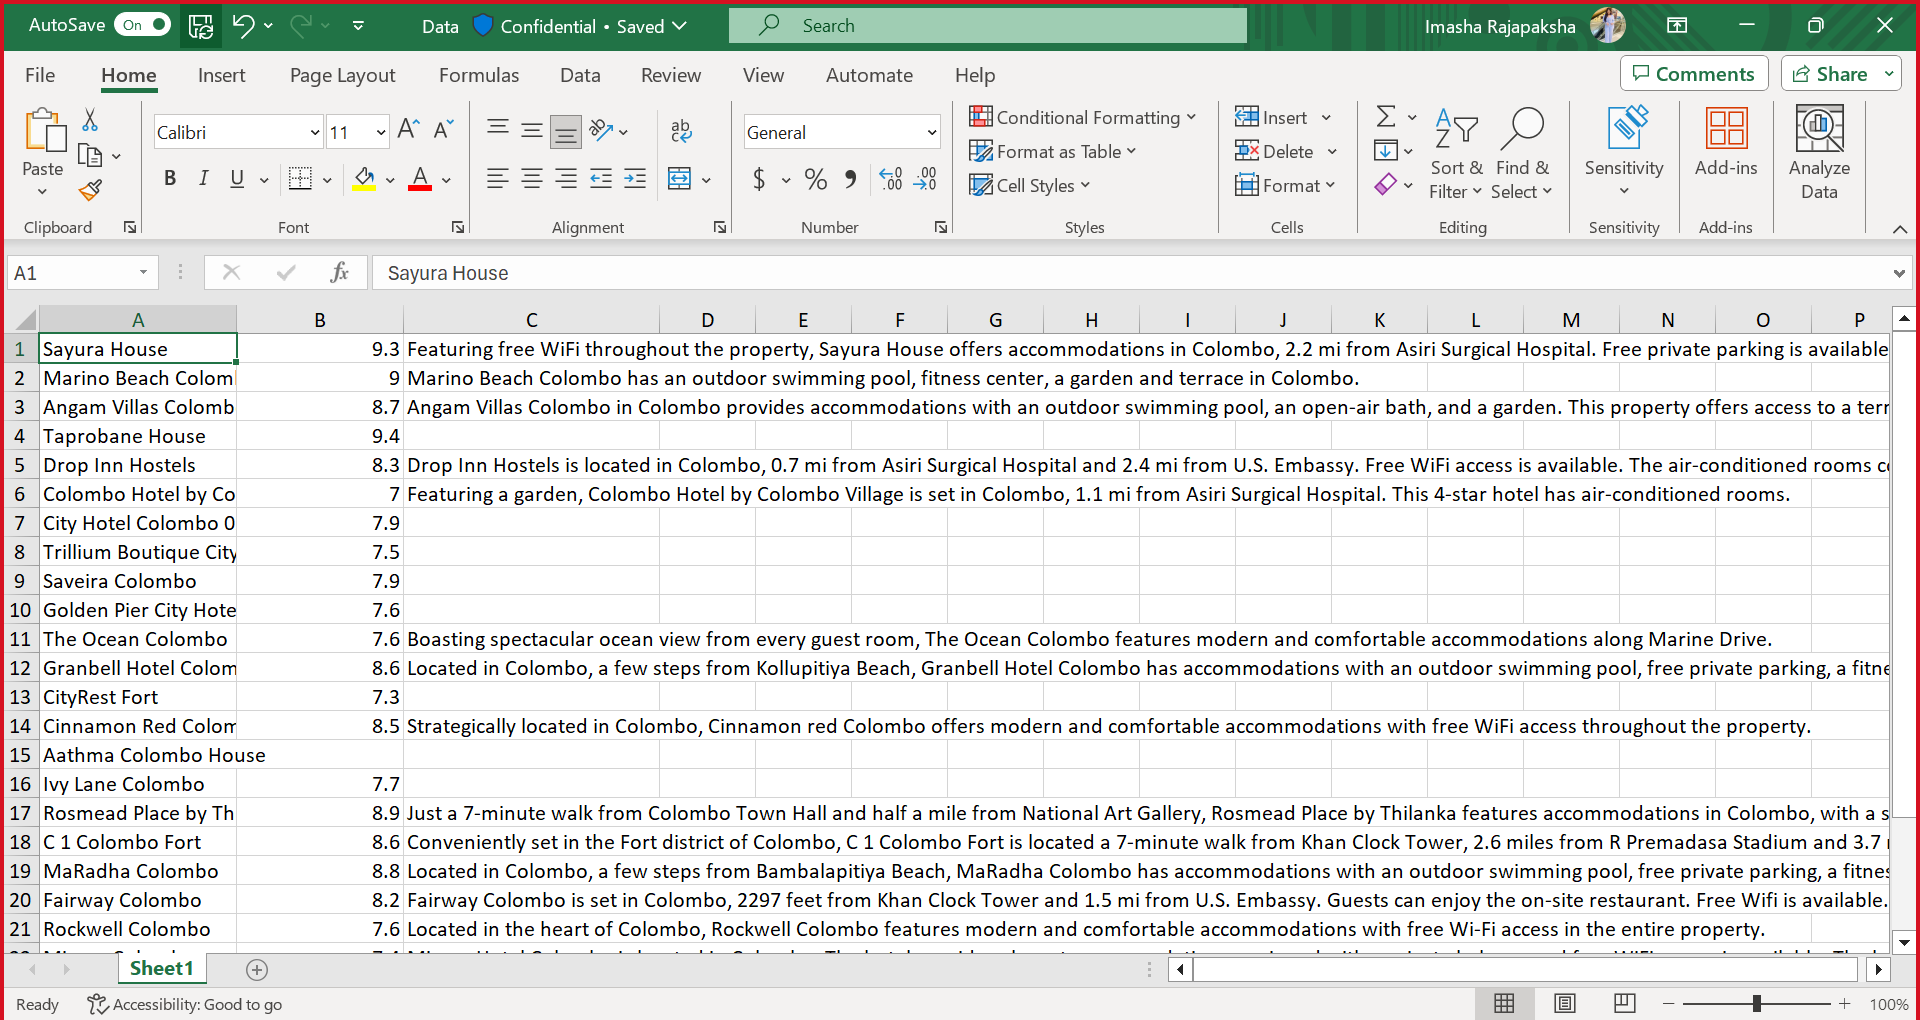 AutoSave On Data Confidential • Saved Search Imasha Rajapaksha
File Home Insert Page Layout Formulas Data Review View Automate Help Comments Share
Paste
Calibri 11
B I U A
ab
General
$ %
Conditional Formatting
Format as Table
Cell Styles
Insert
Delete
Format
Sort & Filter
Find & Select
Sensitivity
Add-ins
Analyze Data
Clipboard Font Alignment Number Styles Cells Editing Sensitivity Add-ins
A1 fx Sayura House
A B C D E F G H I J K L M N O P
1 Sayura House 9.3 Featuring free WiFi throughout the property, Sayura House offers accommodations in Colombo, 2.2 mi from Asiri Surgical Hospital. Free private parking is available
2 Marino Beach Colom 9 Marino Beach Colombo has an outdoor swimming pool, fitness center, a garden and terrace in Colombo.
3 Angam Villas Colomb 8.7 Angam Villas Colombo in Colombo provides accommodations with an outdoor swimming pool, an open-air bath, and a garden. This property offers access to a terr
4 Taprobane House 9.4
5 Drop Inn Hostels 8.3 Drop Inn Hostels is located in Colombo, 0.7 mi from Asiri Surgical Hospital and 2.4 mi from U.S. Embassy. Free WiFi access is available. The air-conditioned rooms c
6 Colombo Hotel by Co 7 Featuring a garden, Colombo Hotel by Colombo Village is set in Colombo, 1.1 mi from Asiri Surgical Hospital. This 4-star hotel has air-conditioned rooms.
7 City Hotel Colombo 0 7.9
8 Trillium Boutique City 7.5
9 Saveira Colombo 7.9
10 Golden Pier City Hote 7.6
11 The Ocean Colombo 7.6 Boasting spectacular ocean view from every guest room, The Ocean Colombo features modern and comfortable accommodations along Marine Drive.
12 Granbell Hotel Colom 8.6 Located in Colombo, a few steps from Kollupitiya Beach, Granbell Hotel Colombo has accommodations with an outdoor swimming pool, free private parking, a fitne
13 CityRest Fort 7.3
14 Cinnamon Red Colom 8.5 Strategically located in Colombo, Cinnamon red Colombo offers modern and comfortable accommodations with free WiFi access throughout the property.
15 Aathma Colombo House
16 Ivy Lane Colombo 7.7
17 Rosmead Place by Th 8.9 Just a 7-minute walk from Colombo Town Hall and half a mile from National Art Gallery, Rosmead Place by Thilanka features accommodations in Colombo, with a s
18 C 1 Colombo Fort 8.6 Conveniently set in the Fort district of Colombo, C 1 Colombo Fort is located a 7-minute walk from Khan Clock Tower, 2.6 miles from R Premadasa Stadium and 3.7
19 MaRadha Colombo 8.8 Located in Colombo, a few steps from Bambalapitiya Beach, MaRadha Colombo has accommodations with an outdoor swimming pool, free private parking, a fitnes
20 Fairway Colombo 8.2 Fairway Colombo is set in Colombo, 2297 feet from Khan Clock Tower and 1.5 mi from U.S. Embassy. Guests can enjoy the on-site restaurant. Free Wifi is available.
21 Rockwell Colombo 7.6 Located in the heart of Colombo, Rockwell Colombo features modern and comfortable accommodations with free Wi-Fi access in the entire property.
Sheet1
Ready Accessibility: Good to go 100%